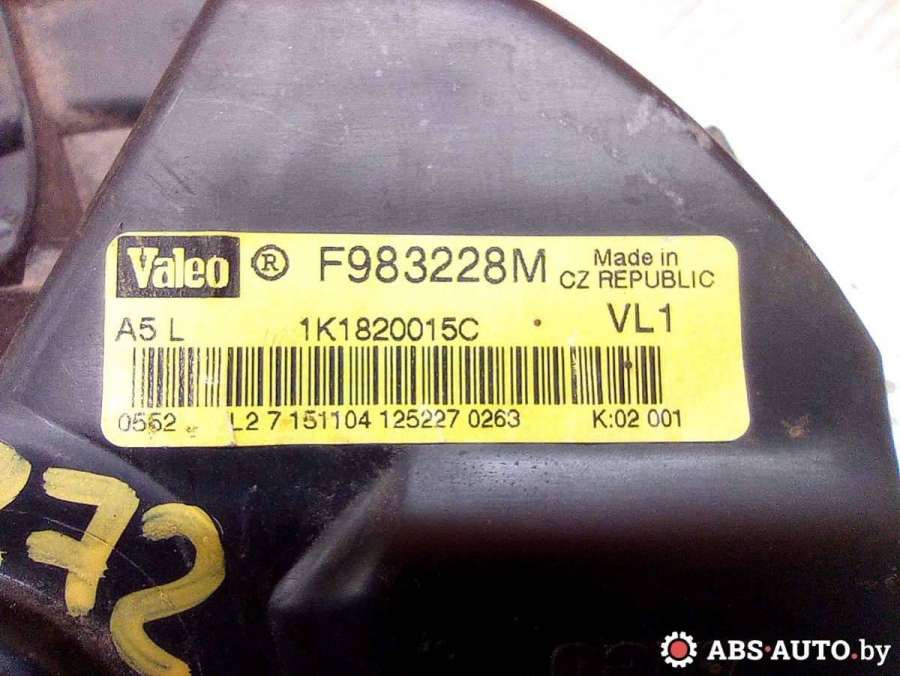 Valeo ® F983228M Made in
CZ REPUBLIC
A5 L 1K1820015C VL1
0552 L2 7 151104 125227 0263 K:02 001
72
ABS-AUTO.by